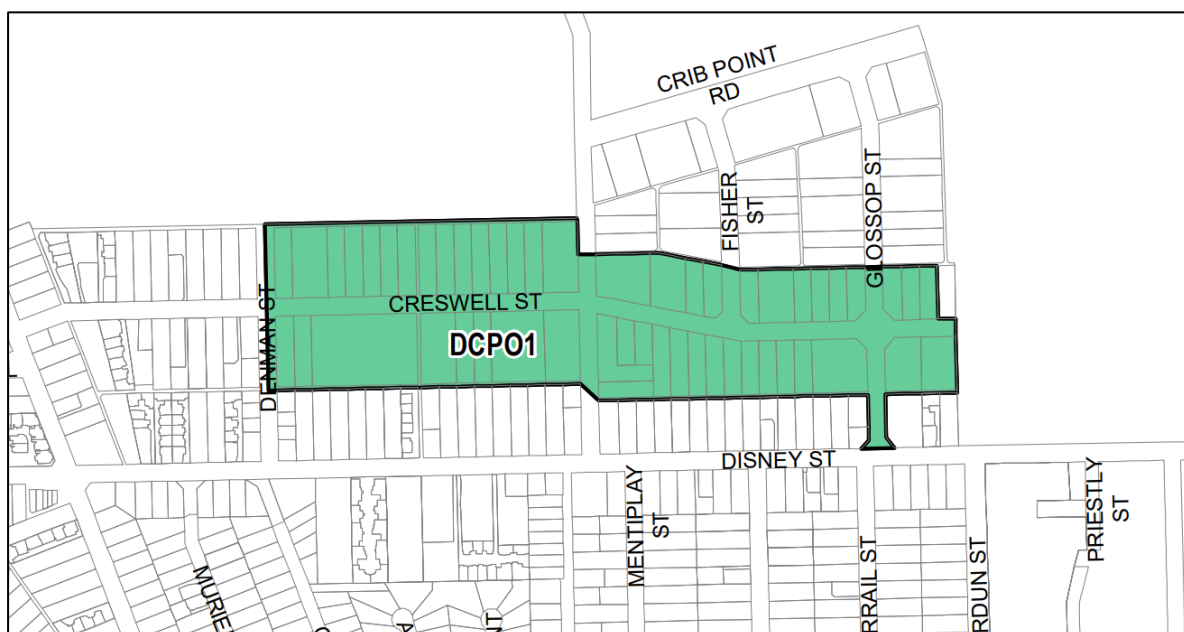 CRIB POINT
RD
FISHER
ST
GLOSSOP ST
DENMAN ST
CRESWELL ST
DCPO1
DISNEY ST
MENTIPLAY
ST
PRIESTLY
ST
RRAIL ST
RDUN ST
MURIE